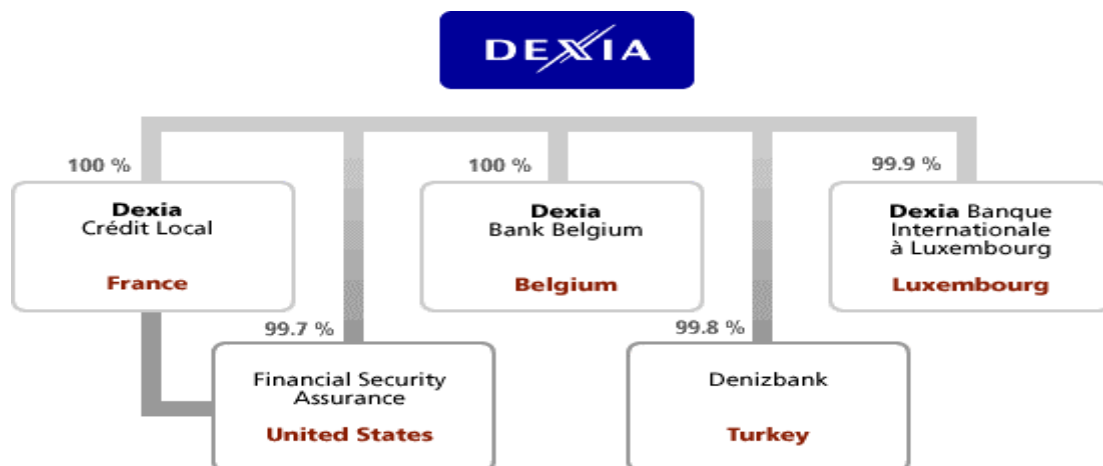 DEXIA
100 %
100 %
99.9 %
Dexia
Crédit Local
France
Dexia
Bank Belgium
Belgium
Dexia Banque
Internationale
à Luxembourg
Luxembourg
99.7 %
99.8 %
Financial Security
Assurance
United States
Denizbank
Turkey